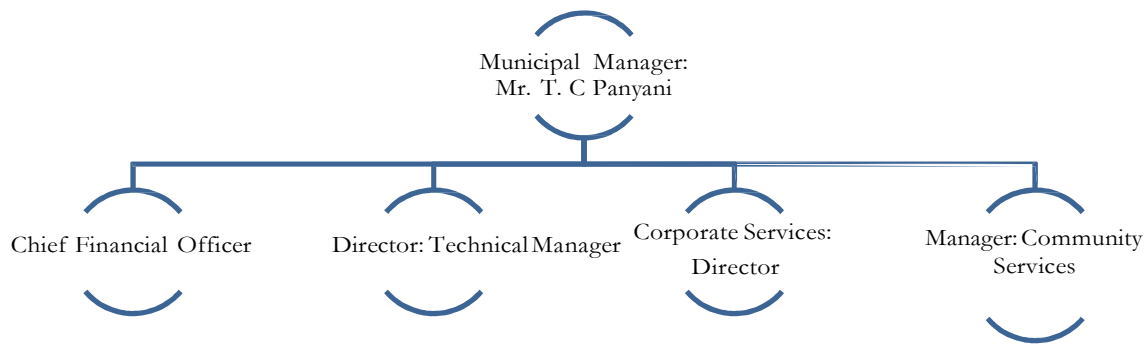 Municipal Manager:
Mr. T. C Panyani
Chief Financial Officer
Director: Technical Manager
Corporate Services:
Director
Manager: Community
Services